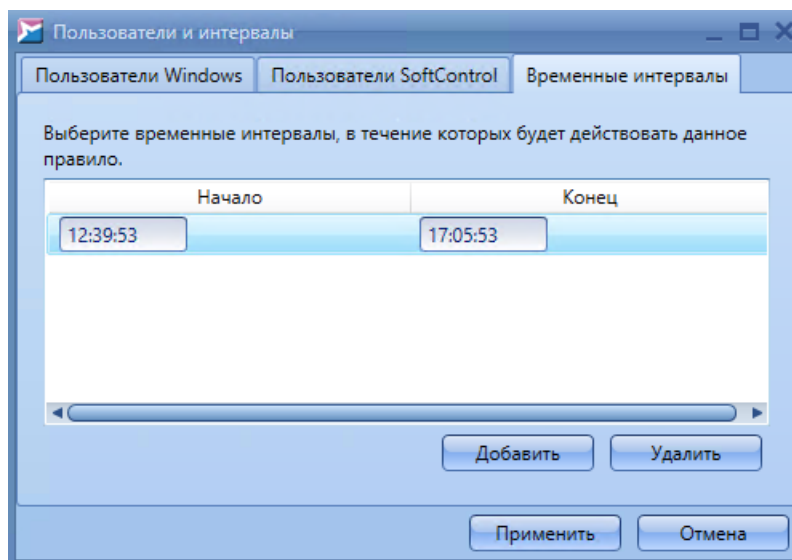 Пользователи и интервалы
Пользователи Windows Пользователи SoftControl Временные интервалы
Выберите временные интервалы, в течение которых будет действовать данное
правило.
Начало Конец
12:39:53 17:05:53
Добавить Удалить
Применить Отмена